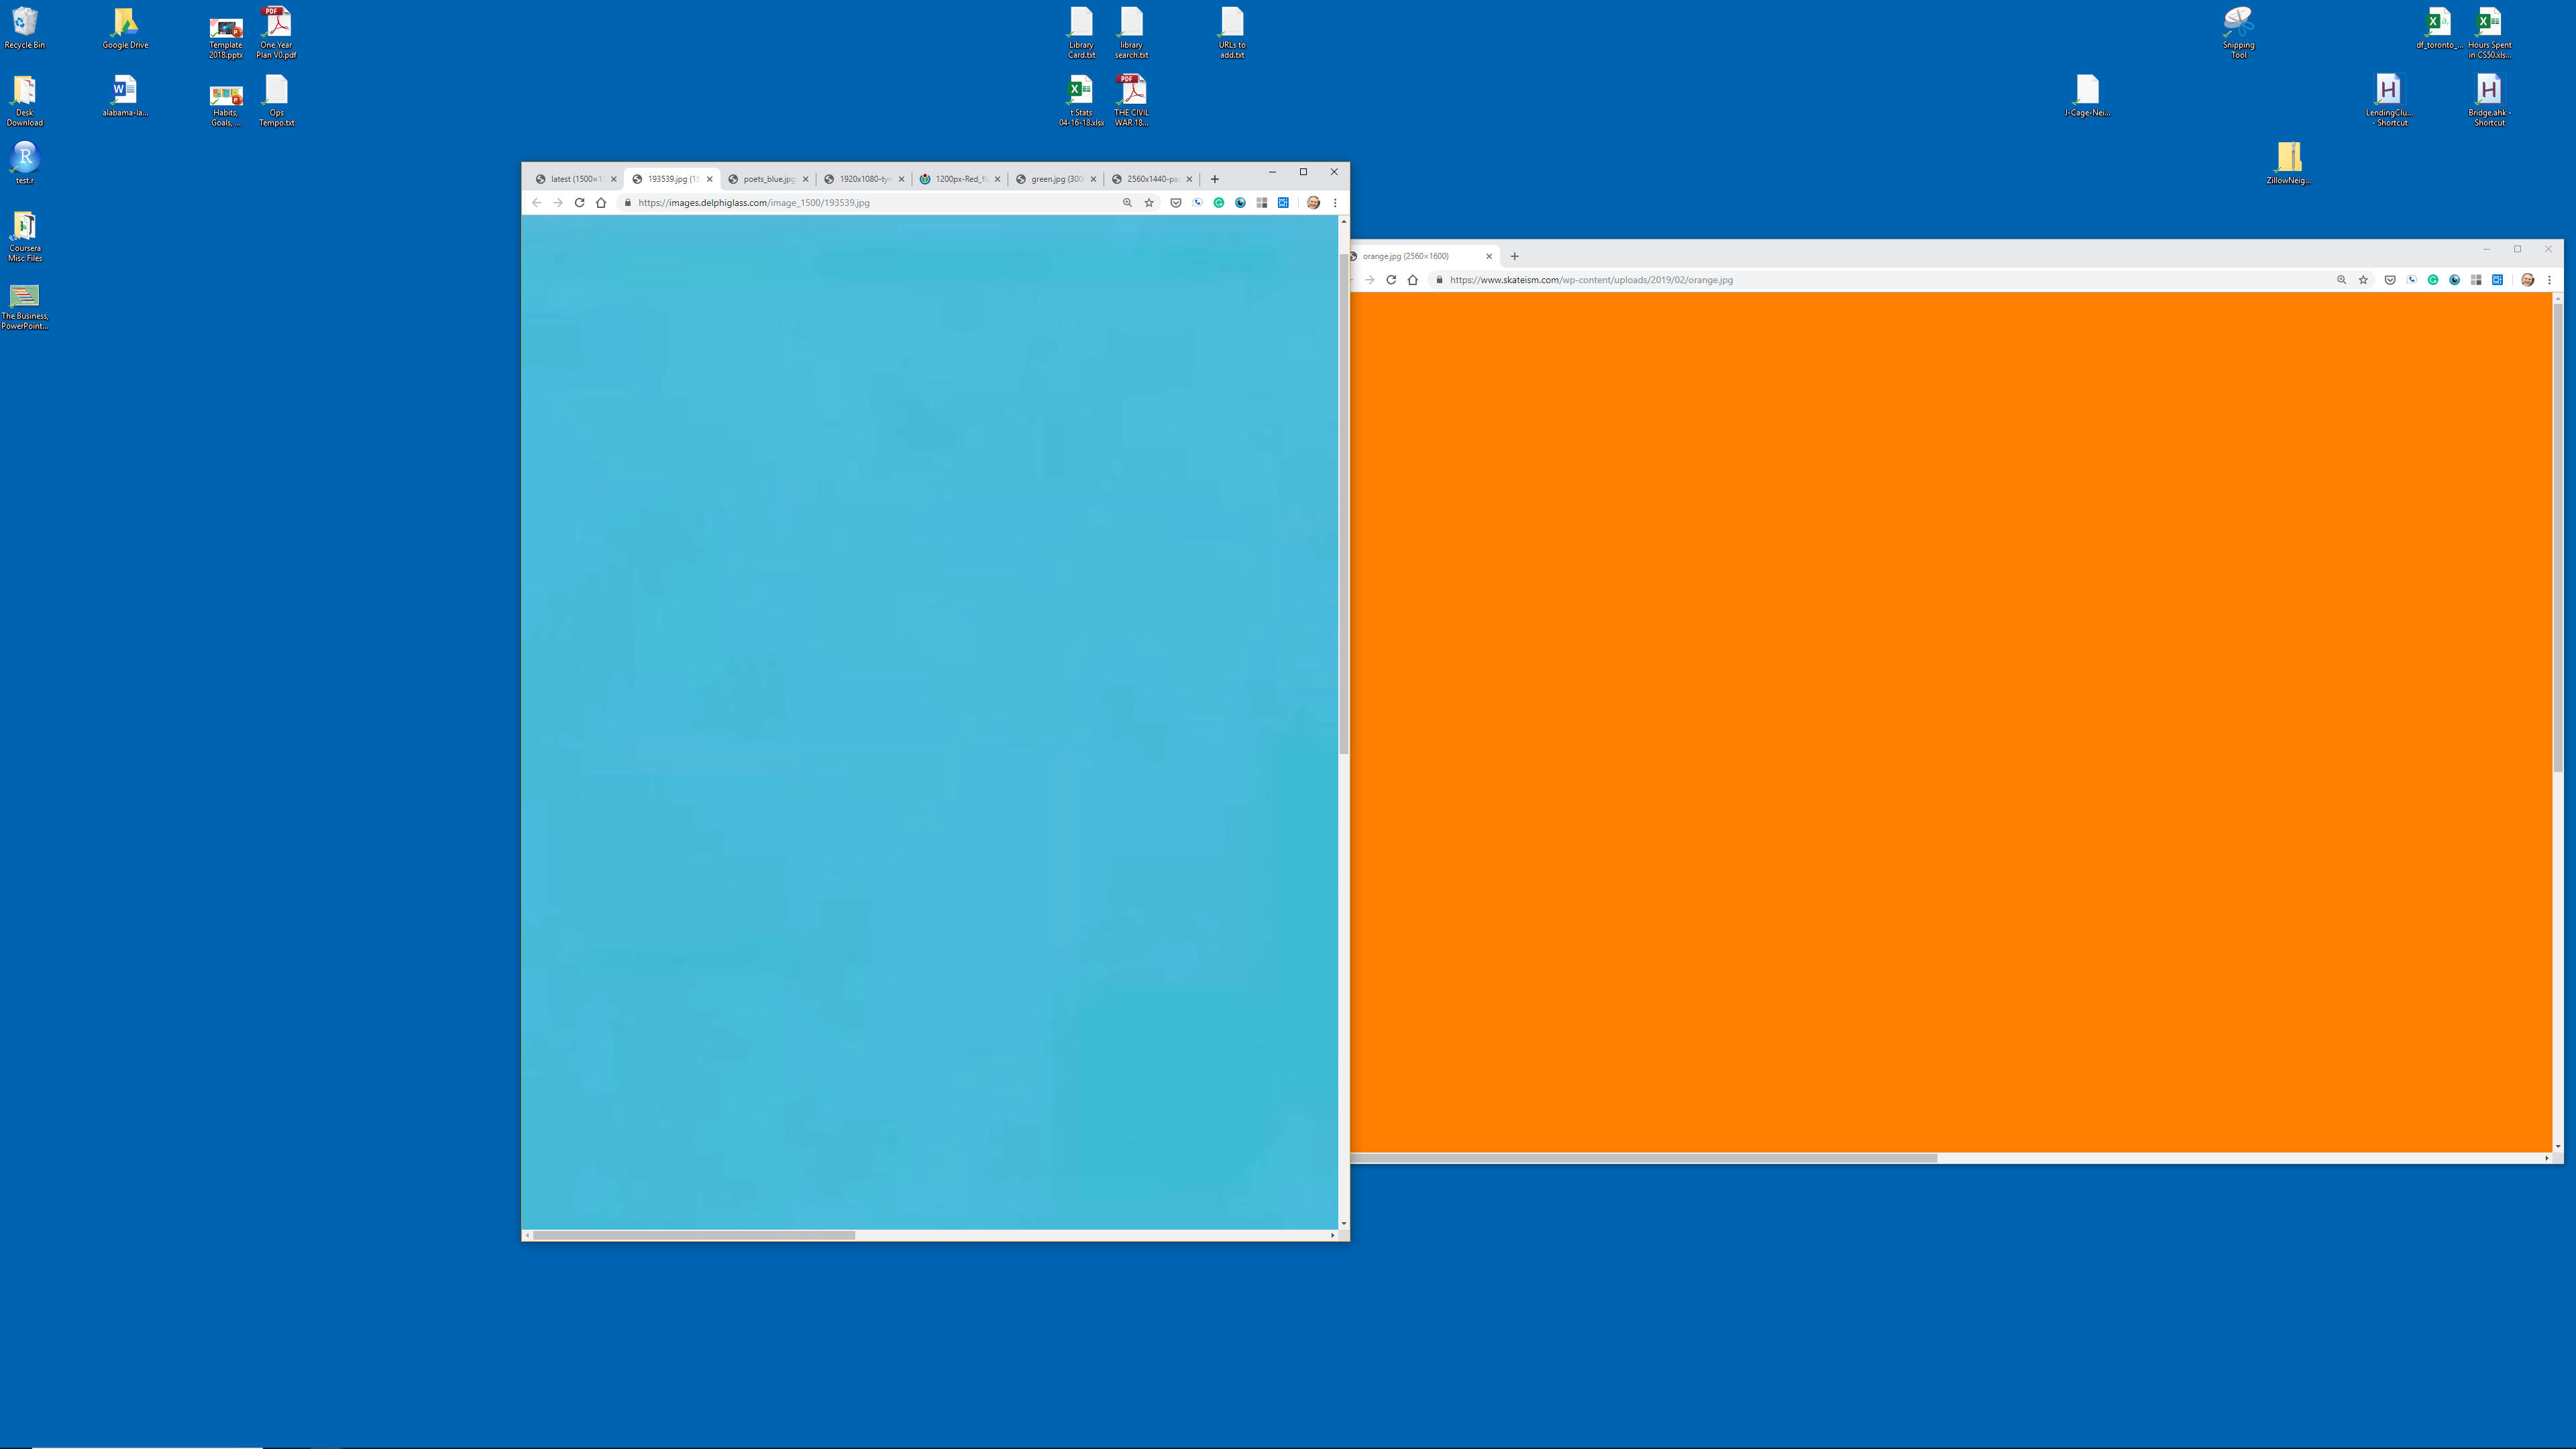 Recycle Bin
Google Drive
Template
2018.pptx
One Year
Plan V0.pdf
Library
Card.txt
library
search.txt
URLs to
add.txt
Snipping
Tool
df_toronto_...
Hours Spent
in CS50.xls...
Desk
Download
alabama-la...
Habits,
Goals, ...
Ops
Tempo.txt
t Stats
04-16-18.xlsx
THE CIVIL
WAR 18...
J-Cage-Nei...
LendingClu...
- Shortcut
Bridge.ahk -
Shortcut
test.r
ZillowNeig...
Coursera
Misc Files
The Business,
PowerPoint...
latest (1500×1
193539.jpg (15
poets_blue.jpg
1920x1080-tyr
1200px-Red_fl
green.jpg (300
2560x1440-pa
https://images.delphiglass.com/image_1500/193539.jpg
orange.jpg (2560×1600)
https://www.skateism.com/wp-content/uploads/2019/02/orange.jpg